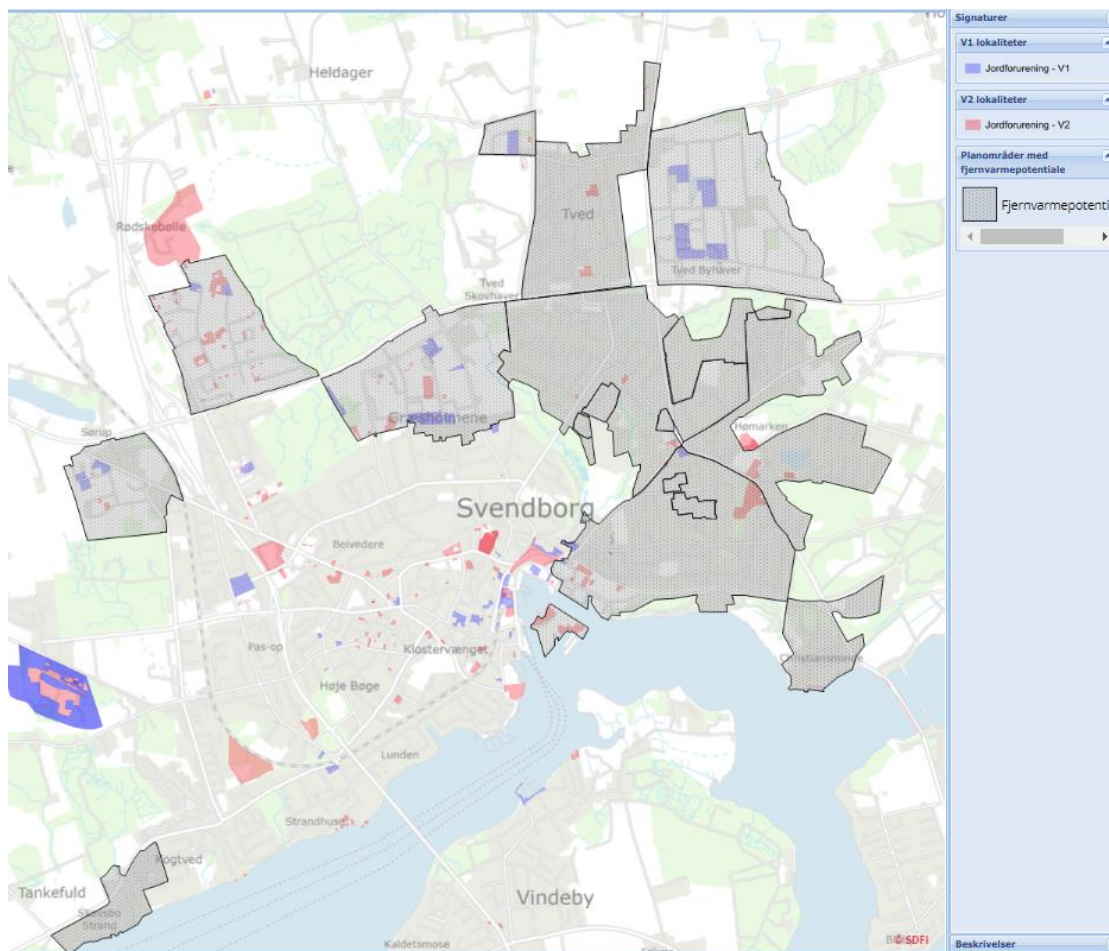 Signaturer
V1 lokaliteter
Jordforurening - V1
V2 lokaliteter
Jordforurening - V2
Planområder med
fjernvarmepotentiale
Fjernvarmepotenti
Heldager
Rødskebølle
Tved
Tved
Skovhaver
Tved Byhaver
Græsholmene
Sørup
Hømarken
Svendborg
Belvedere
Pas-op
Klostervænget
Høje Bøge
Christiansminde
Lunden
Strandhuse
Kogtved
Tankefuld
Skovsbo
Strand
Vindeby
Kaldetsmose
© SDFI
Beskrivelser